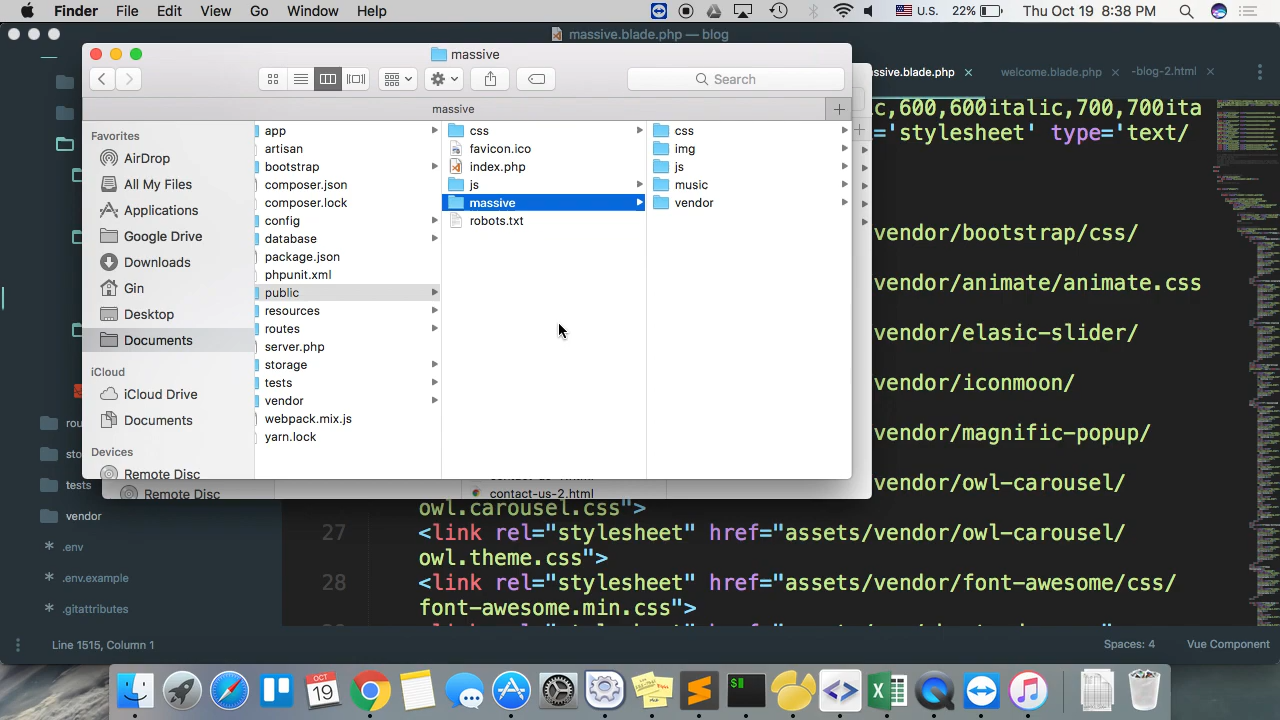 Finder File Edit View Go Window Help
U.S. 22% Thu Oct 19 8:38 PM
massive.blade.php — blog
massive
Search
massive
Favorites
AirDrop
All My Files
Applications
Google Drive
Downloads
Gin
Desktop
Documents
iCloud
iCloud Drive
Documents
Devices
Remote Disc
Remote Disc
app
artisan
bootstrap
composer.json
composer.lock
config
database
package.json
phpunit.xml
public
resources
routes
server.php
storage
tests
vendor
webpack.mix.js
yarn.lock
css
favicon.ico
index.php
js
massive
robots.txt
css
img
js
music
vendor
contact-us-2.html
ssive.blade.php × welcome.blade.php × -blog-2.html ×
c,600,600italic,700,700ita
='stylesheet' type='text/
vendor/bootstrap/css/
vendor/animate/animate.css
vendor/elasic-slider/
vendor/iconmoon/
vendor/magnific-popup/
vendor/owl-carousel/
owl.carousel.css">
27 <link rel="stylesheet" href="assets/vendor/owl-carousel/
owl.theme.css">
28 <link rel="stylesheet" href="assets/vendor/font-awesome/css/
font-awesome.min.css">
rou
sto
tests
vendor
.env
.env.example
.gitattributes
Line 1515, Column 1
Spaces: 4 Vue Component
OCT
19
$